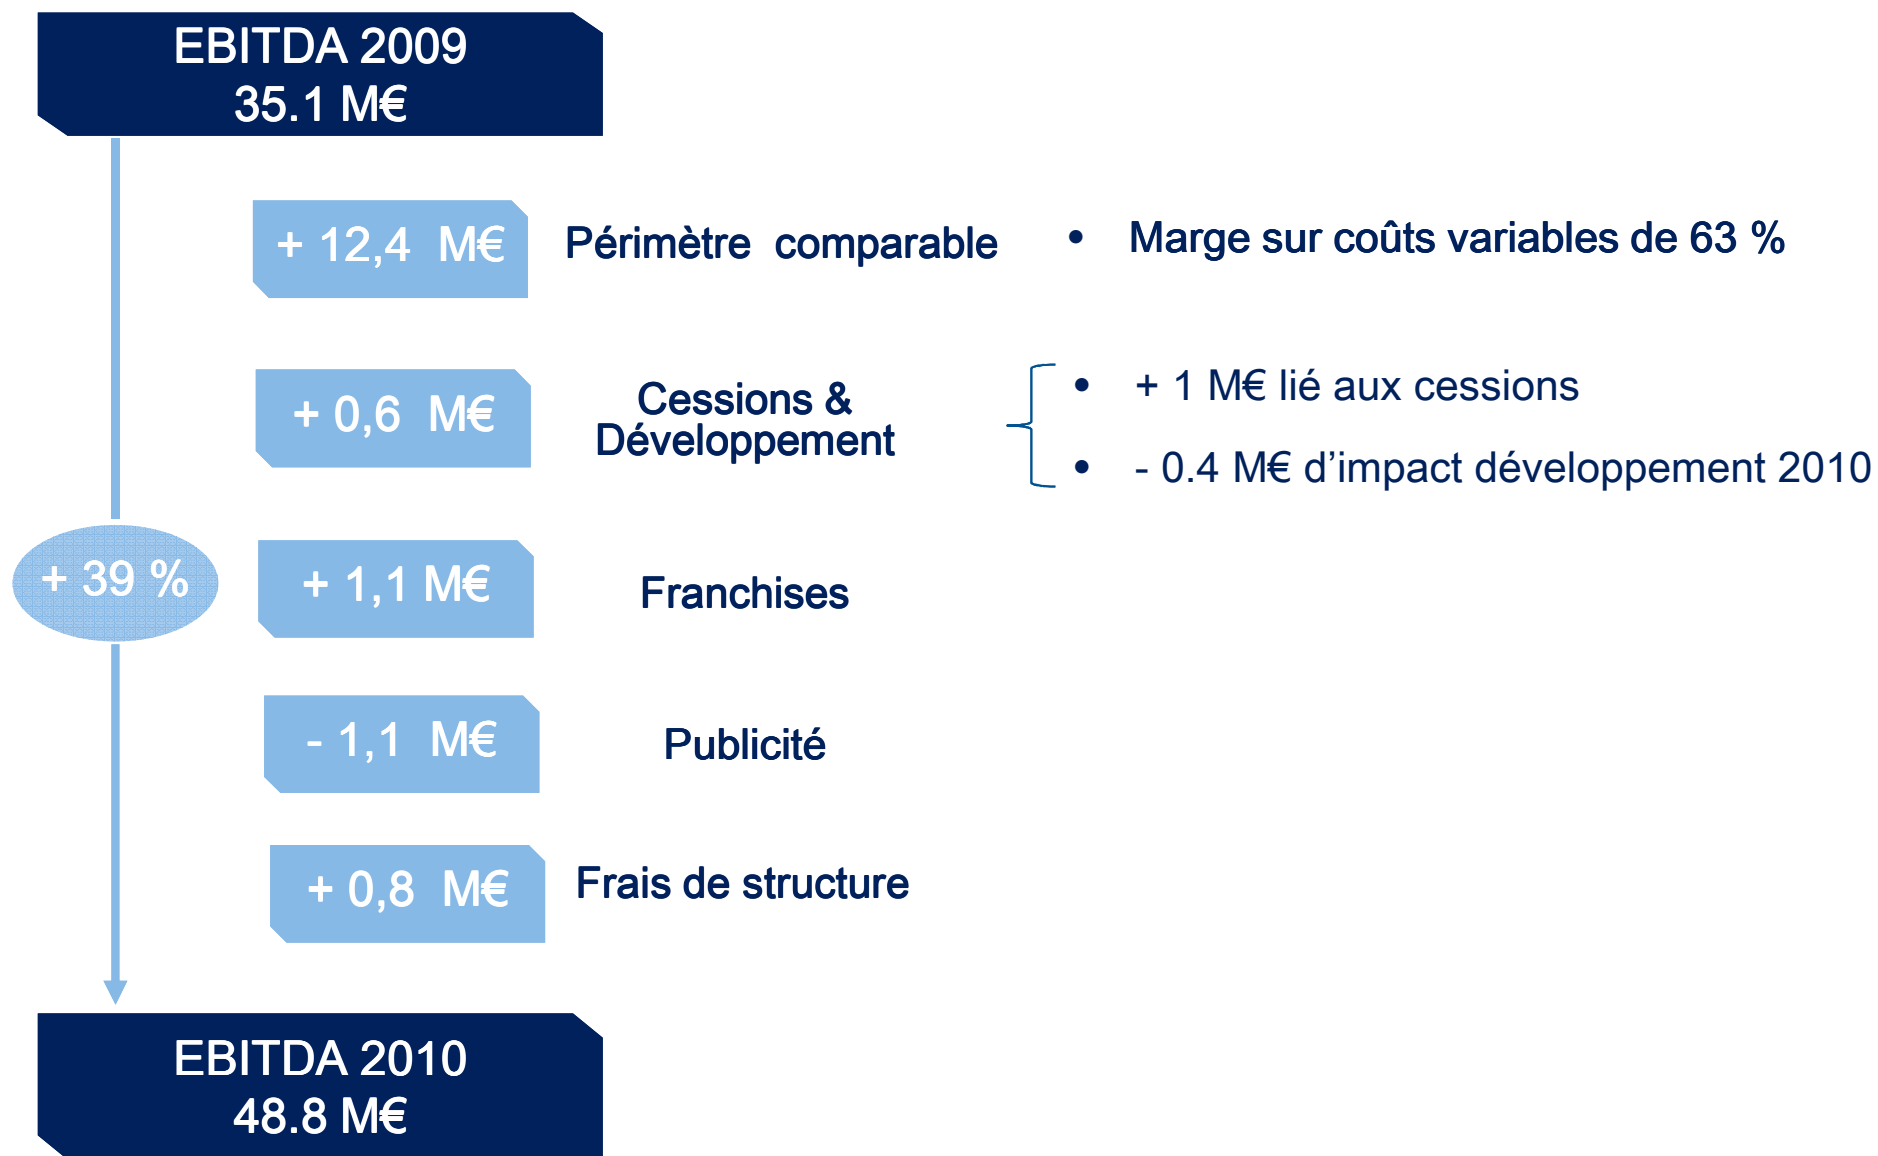 EBITDA 2009
35.1 M€
+ 12,4 M€ Périmètre comparable • Marge sur coûts variables de 63 %
+ 0,6 M€
Cessions &
Développement
• + 1 M€ lié aux cessions
• - 0.4 M€ d’impact développement 2010
+ 39 %
+ 1,1 M€ Franchises
- 1,1 M€ Publicité
+ 0,8 M€ Frais de structure
EBITDA 2010
48.8 M€